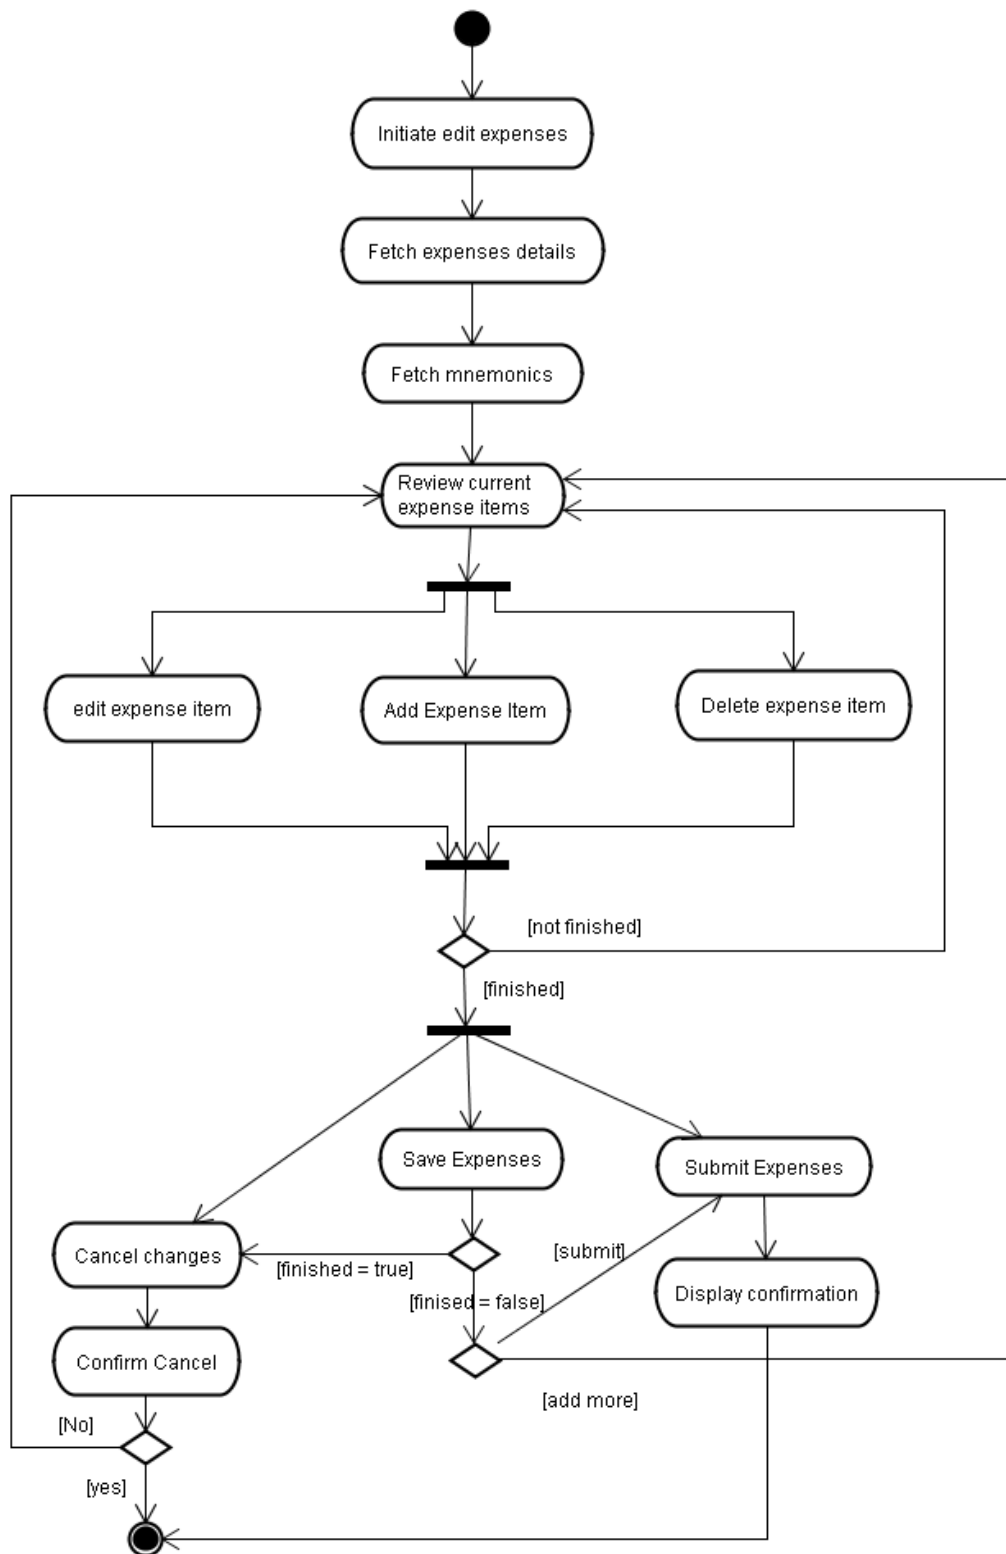 Initiate edit expenses
Fetch expenses details
Fetch mnemonics
Review current
expense items
edit expense item
Add Expense Item
Delete expense item
[not finished]
[finished]
Save Expenses
Submit Expenses
Cancel changes
[finished = true]
[submit]
[finised = false]
Display confirmation
Confirm Cancel
[add more]
[No]
[yes]